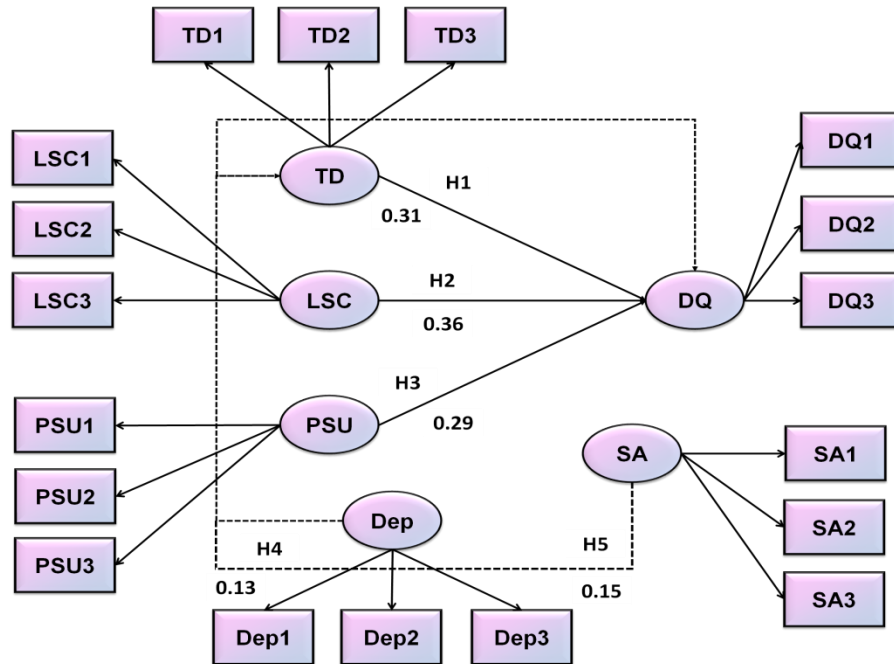 TD1
TD2
TD3
LSC1
LSC2
LSC3
TD
H1
0.31
DQ1
DQ2
DQ3
LSC
H2
0.36
DQ
PSU1
PSU2
PSU3
PSU
H3
0.29
SA
SA1
SA2
SA3
Dep
H4
H5
0.13
0.15
Dep1
Dep2
Dep3